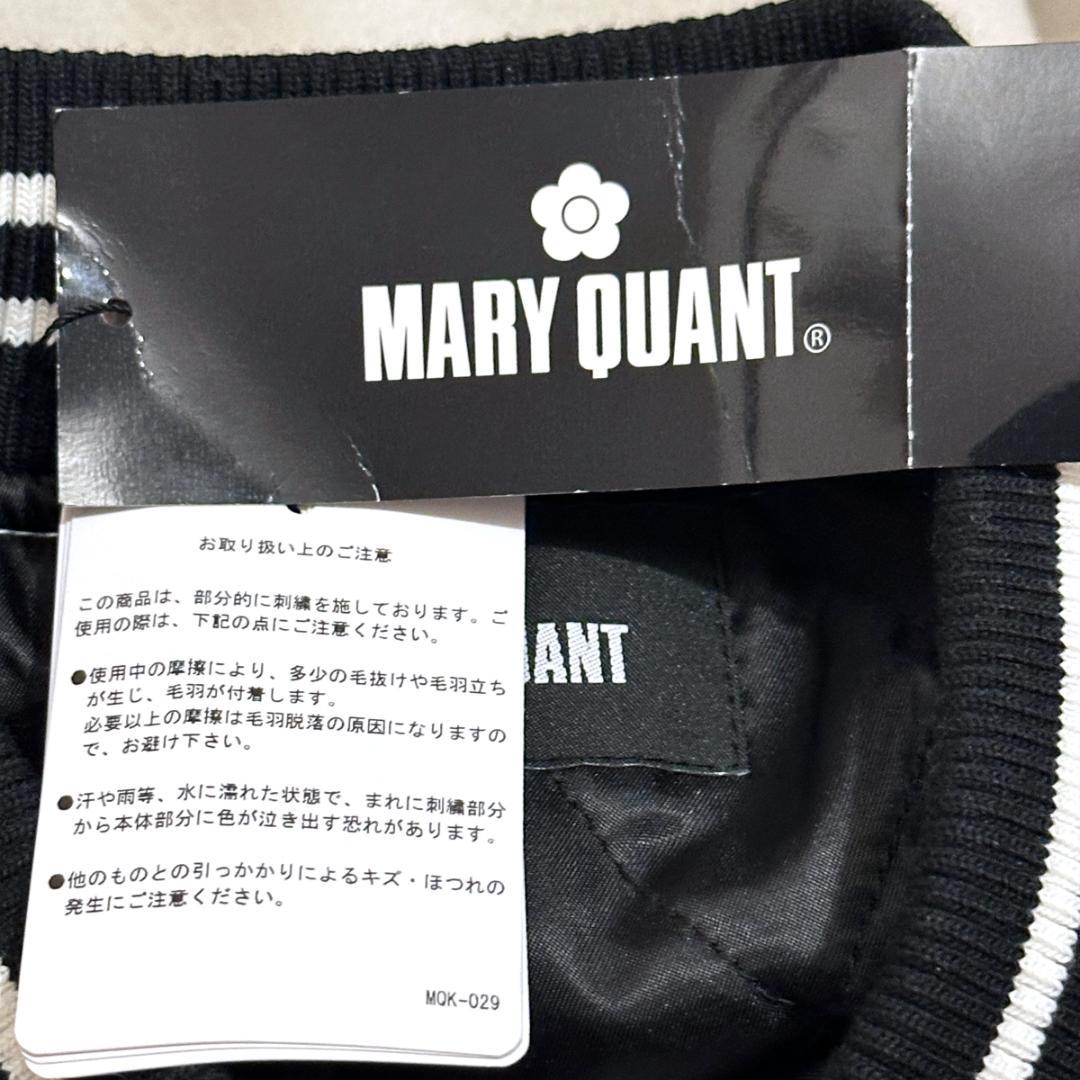 MARY QUANT®
お取り扱い上のご注意
この商品は、部分的に刺繍を施しております。ご
使用の際は、下記の点にご注意ください。
●使用中の摩擦により、多少の毛抜けや毛羽立ち
が生じ、毛羽が付着します。
必要以上の摩擦は毛羽脱落の原因になりますの
で、お避け下さい。
●汗や雨等、水に濡れた状態で、まれに刺繍部分
から本体部分に色が泣き出す恐れがあります。
●他のものとの引っかかりによるキズ・ほつれの
発生にご注意ください。
MQK-029
UANT